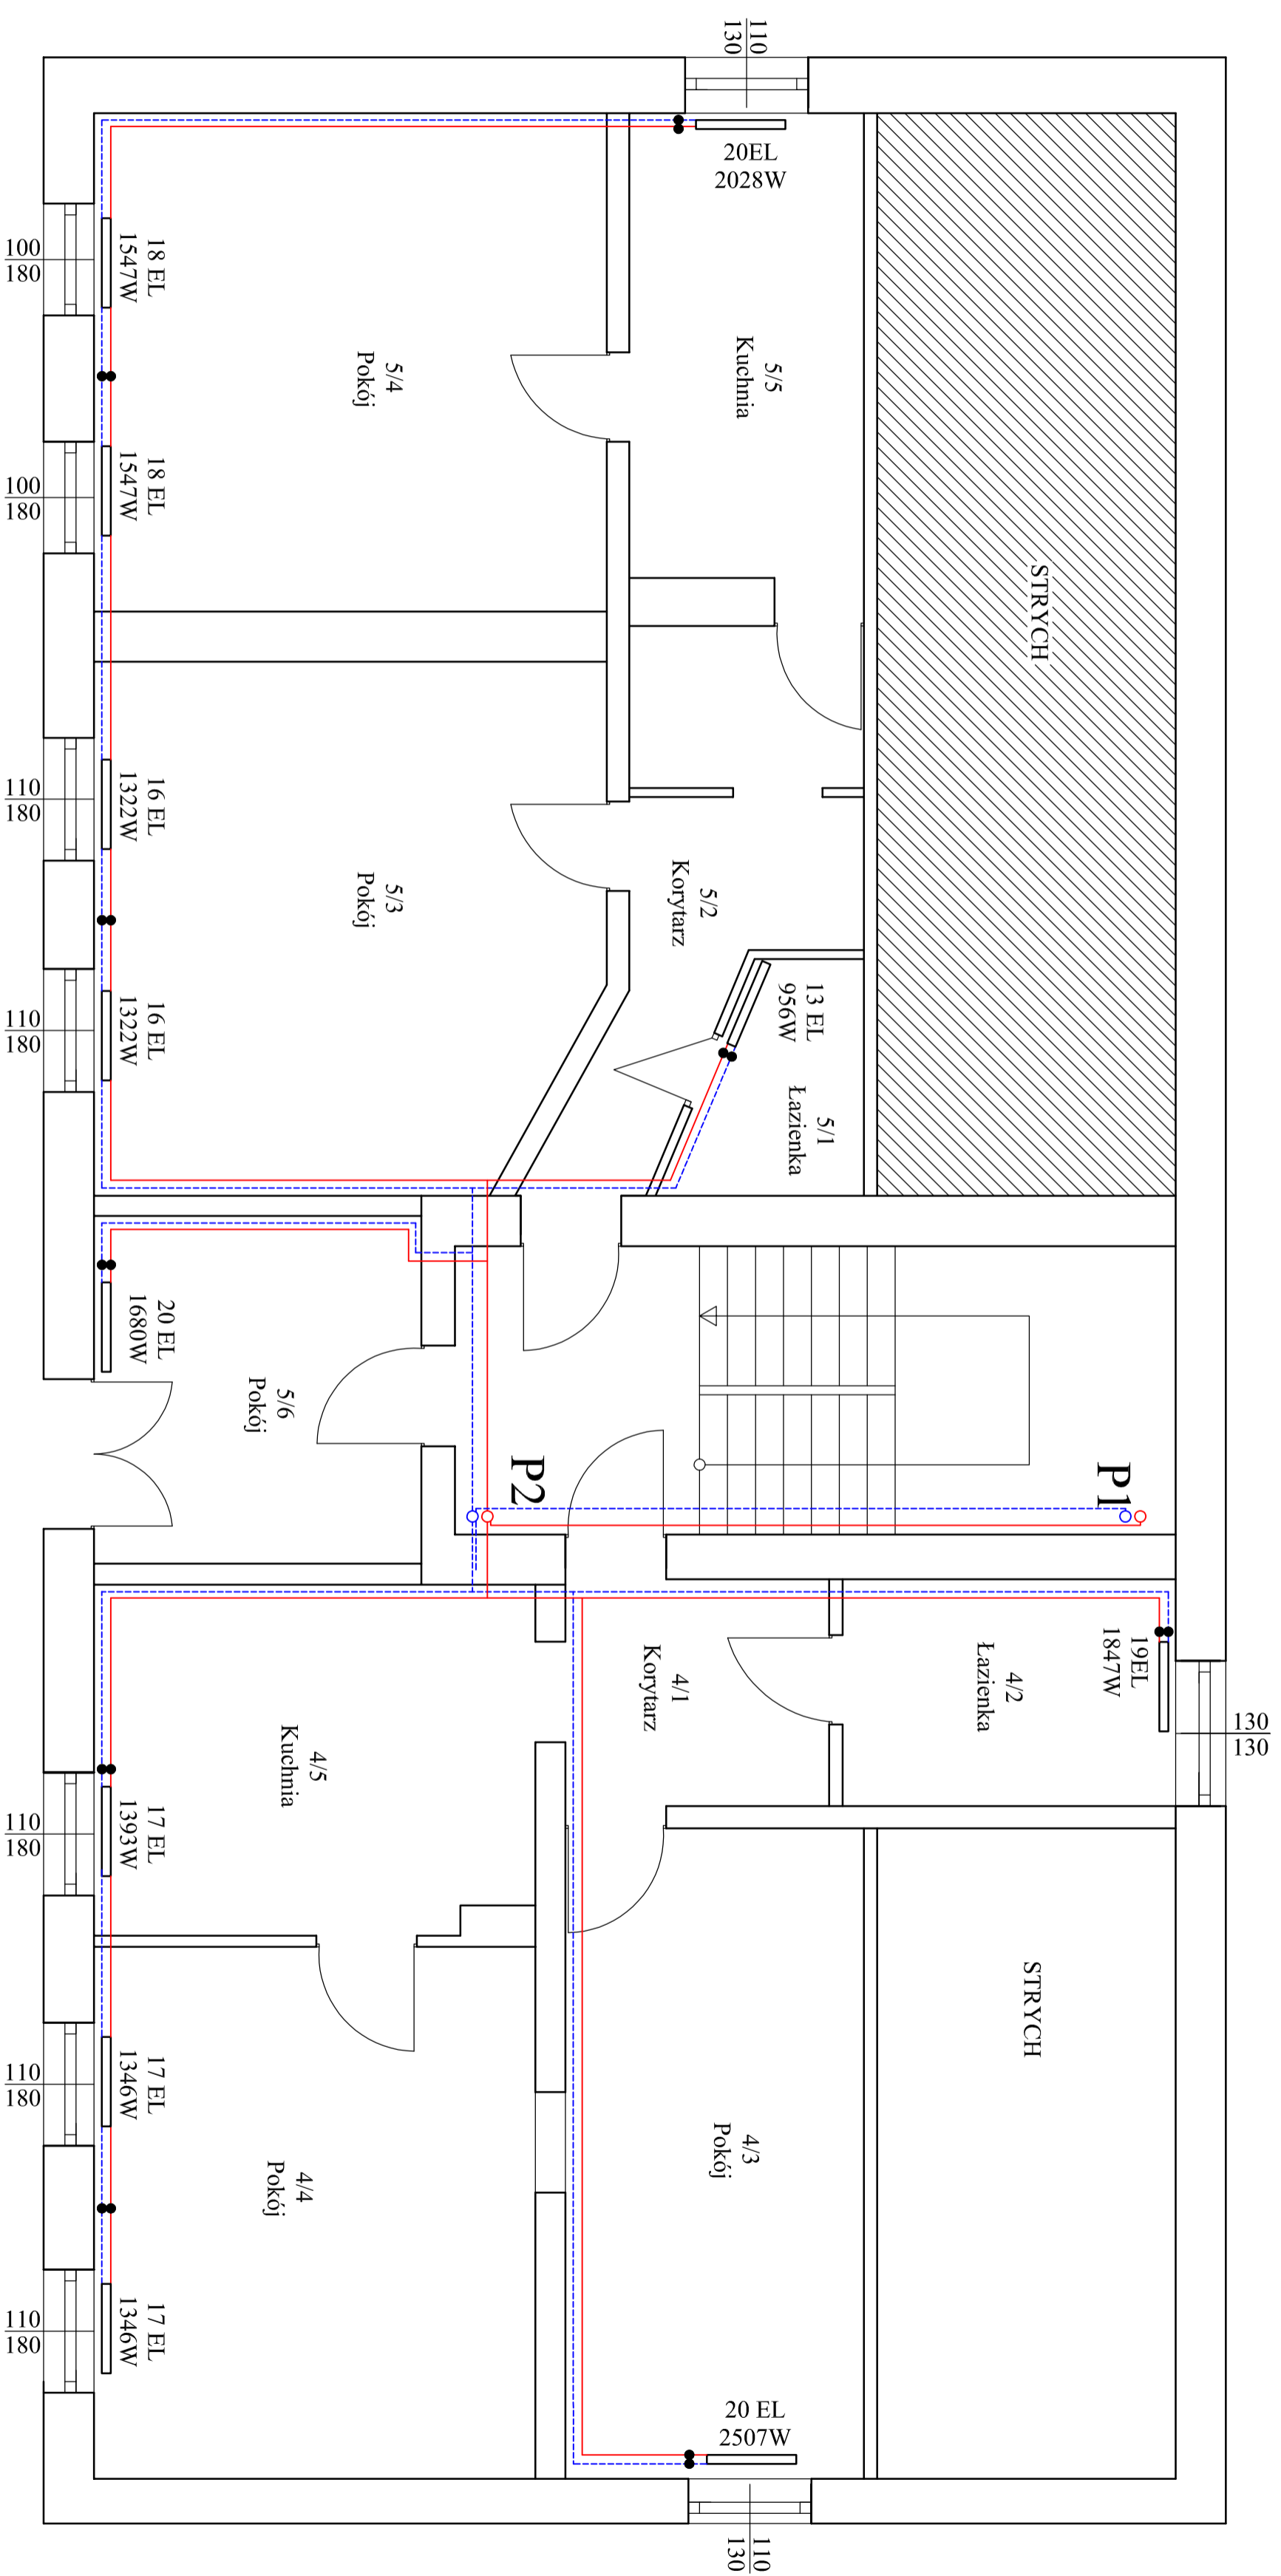 110
130
20EL
2028W
STRYCH
5/5
Kuchnia
5/4
Pokój
18 EL
1547W
100
180
18 EL
1547W
100
180
5/3
Pokój
5/2
Korytarz
13 EL
956W
5/1
Łazienka
16 EL
1322W
110
180
16 EL
1322W
110
180
20 EL
1680W
5/6
Pokój
P2
P1
19EL
1847W
130
130
4/2
Łazienka
4/1
Korytarz
4/5
Kuchnia
17 EL
1393W
110
180
STRYCH
4/3
Pokój
4/4
Pokój
17 EL
1346W
110
180
17 EL
1346W
110
180
20 EL
2507W
110
130